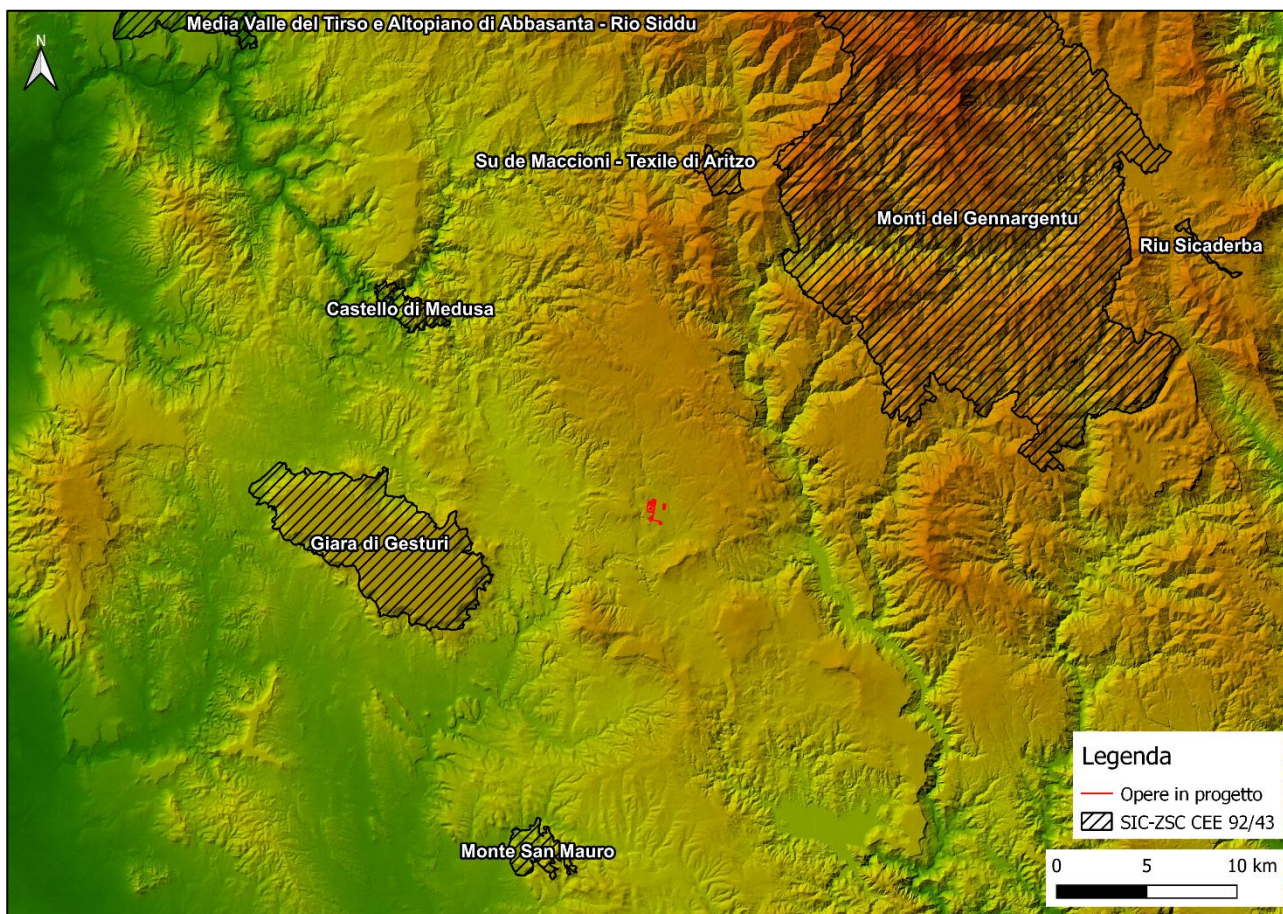 Media Valle del Tirso e Altopiano di Abbasanta - Rio Siddu
N
Su de Maccioni - Texile di Aritzo
Monti del Gennargentu
Riu Sicaderba
Castello di Medusa
Giara di Gesturi
Monte San Mauro
Legenda
Opere in progetto
SIC-ZSC CEE 92/43
0 5 10 km